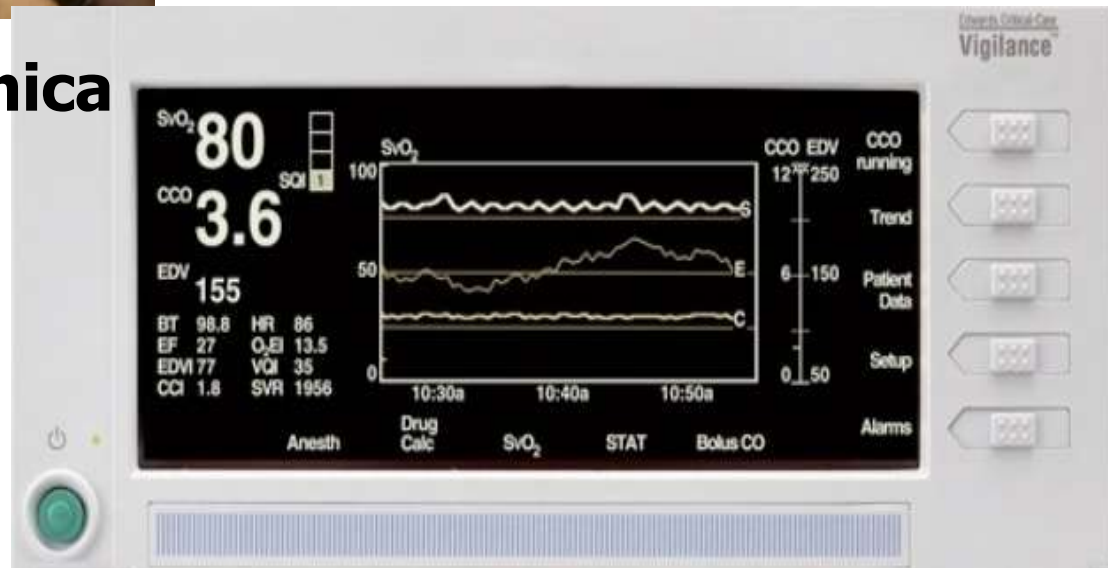 Edwards Critical-Care
Vigilance™
mica
SvO₂ 80
SQI 1
CCO 3.6
EDV 155
BT 98.8 HR 86
EF 27 O₂EI 13.5
EDVI 77 VQI 35
CCI 1.8 SVR 1956
SvO₂
100
50
0
S
E
C
10:30a 10:40a 10:50a
CCO EDV
12 250
6 150
0 50
CCO
running
Trend
Patient
Data
Setup
Alarms
Anesth
Drug
Calc
SvO₂
STAT
Bolus CO